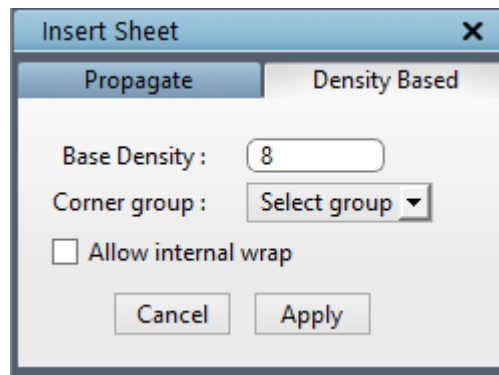 Insert Sheet
Propagate Density Based
Base Density : 8
Corner group : Select group
Allow internal wrap
Cancel Apply